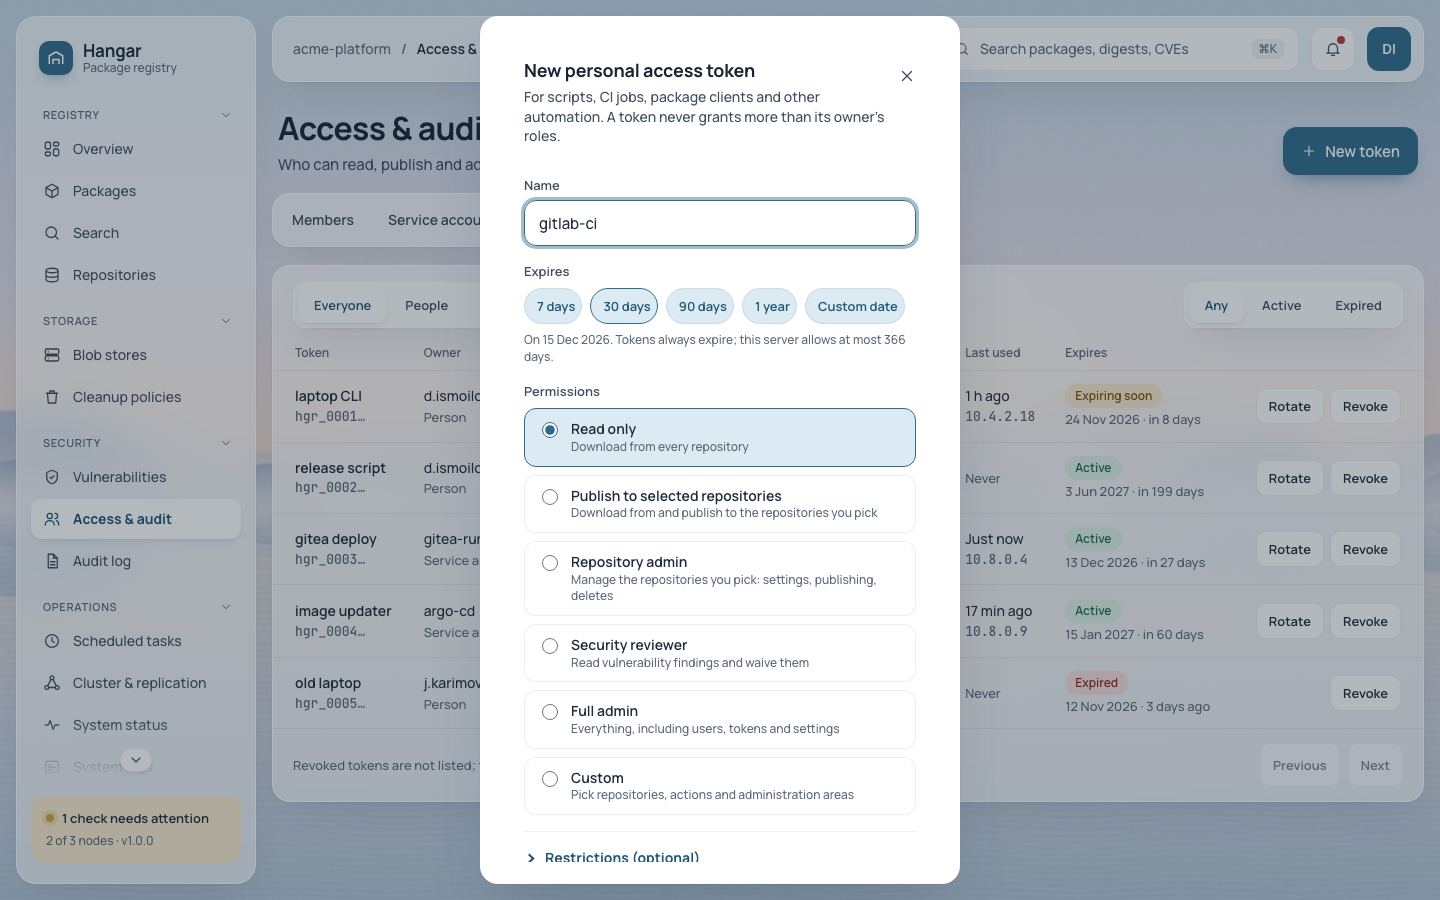 Hangar
Package registry
REGISTRY
Overview
Packages
Search
Repositories
STORAGE
Blob stores
Cleanup policies
SECURITY
Vulnerabilities
Access & audit
Audit log
OPERATIONS
Scheduled tasks
Cluster & replication
System status
1 check needs attention
2 of 3 nodes · v1.0.0
acme-platform / Access &
Search packages, digests, CVEs
⌘K
DI
Access & audi
Who can read, publish and
New token
Members
Service accou
Everyone
People
Any
Active
Expired
Token
Owner
Last used
Expires
laptop CLI
hgr_0001…
d.ismoilo
Person
1 h ago
10.4.2.18
Expiring soon
24 Nov 2026 · in 8 days
Rotate
Revoke
release script
hgr_0002…
d.ismoilo
Person
Never
Active
3 Jun 2027 · in 199 days
Rotate
Revoke
gitea deploy
hgr_0003…
gitea-rur
Service a
Just now
10.8.0.4
Active
13 Dec 2026 · in 27 days
Rotate
Revoke
image updater
hgr_0004…
argo-cd
Service a
17 min ago
10.8.0.9
Active
15 Jan 2027 · in 60 days
Rotate
Revoke
old laptop
hgr_0005…
j.karimov
Person
Never
Expired
12 Nov 2026 · 3 days ago
Revoke
Revoked tokens are not listed;
Previous
Next
New personal access token
For scripts, CI jobs, package clients and other
automation. A token never grants more than its owner's
roles.
Name
gitlab-ci
Expires
7 days
30 days
90 days
1 year
Custom date
On 15 Dec 2026. Tokens always expire; this server allows at most 366
days.
Permissions
Read only
Download from every repository
Publish to selected repositories
Download from and publish to the repositories you pick
Repository admin
Manage the repositories you pick: settings, publishing,
deletes
Security reviewer
Read vulnerability findings and waive them
Full admin
Everything, including users, tokens and settings
Custom
Pick repositories, actions and administration areas
Restrictions (optional)